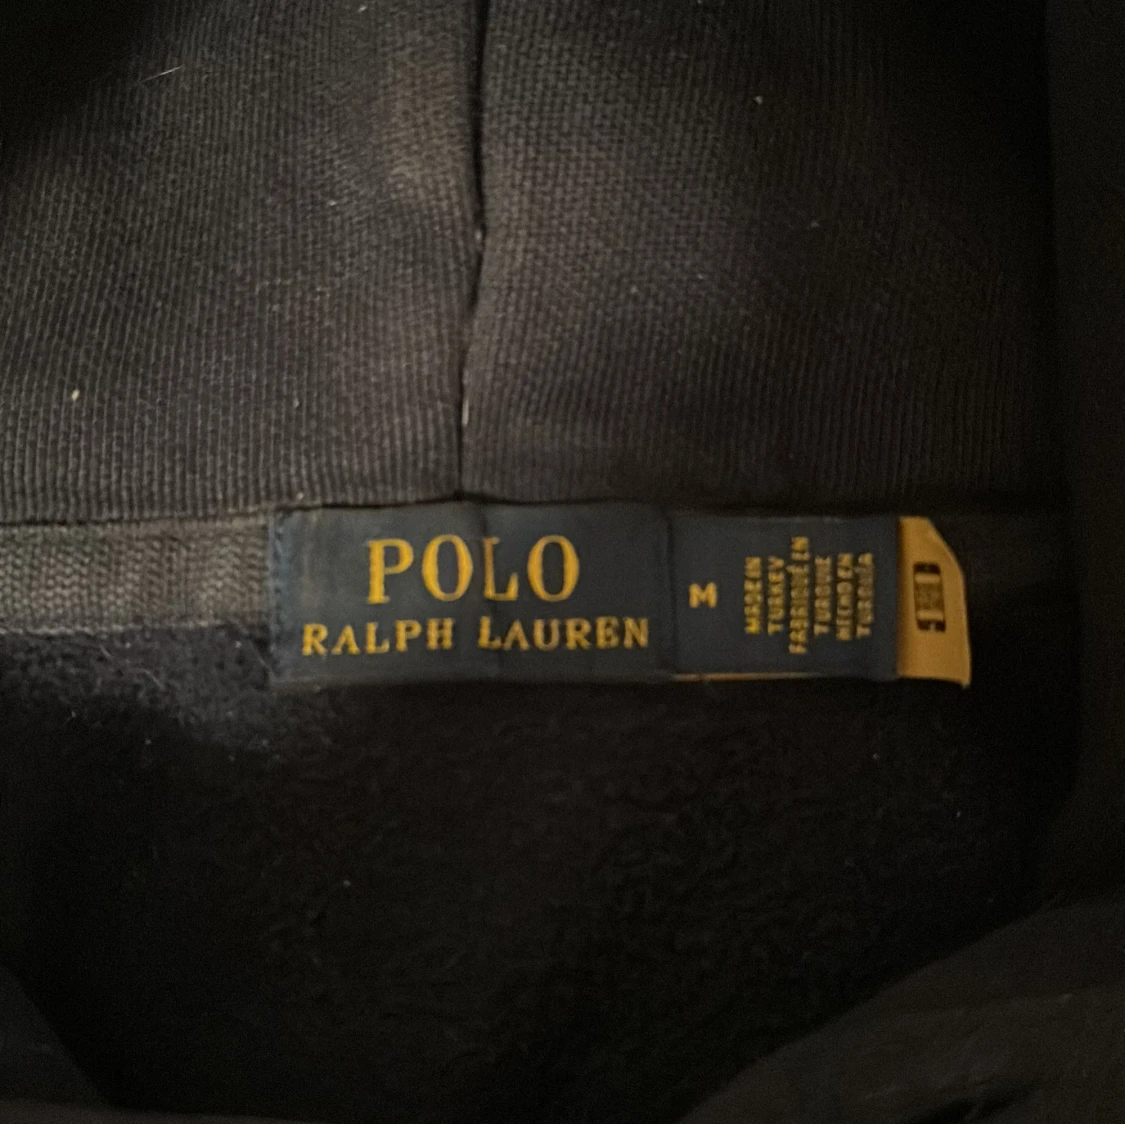 POLO
RALPH LAUREN
M
MADE IN
TURKEY
FABRIQUÉ EN
TURQUIE
HECHO EN
TURQUÍA